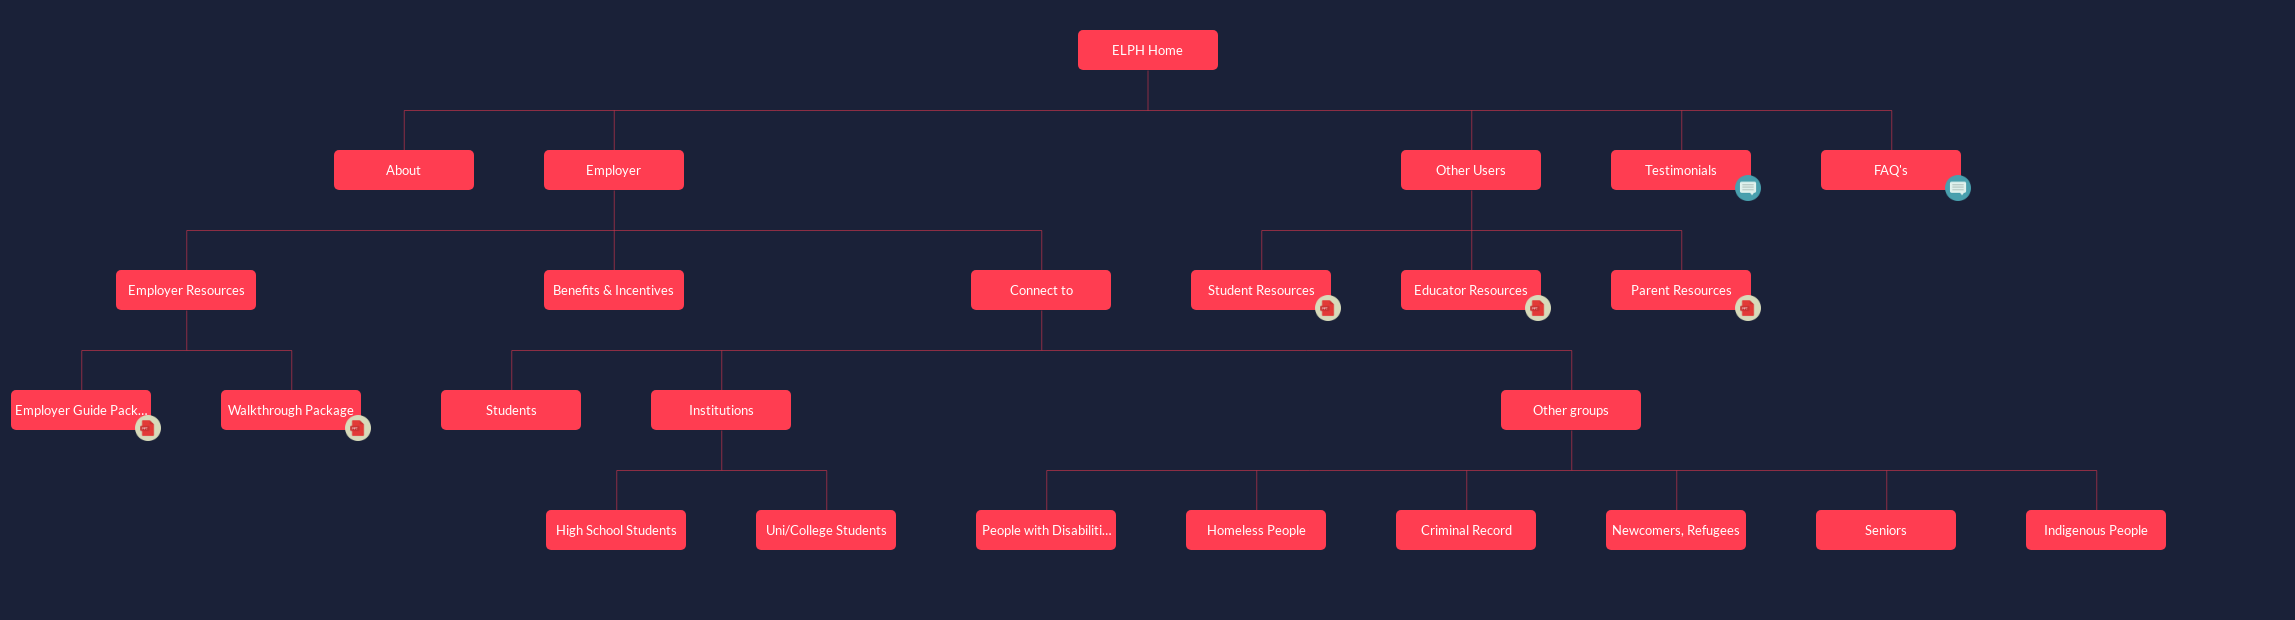 ELPH Home
About
Employer
Other Users
Testimonials
FAQ's
Employer Resources
Benefits & Incentives
Connect to
Student Resources
Educator Resources
Parent Resources
Employer Guide Pack...
Walkthrough Package
Students
Institutions
Other groups
High School Students
Uni/College Students
People with Disabiliti...
Homeless People
Criminal Record
Newcomers, Refugees
Seniors
Indigenous People